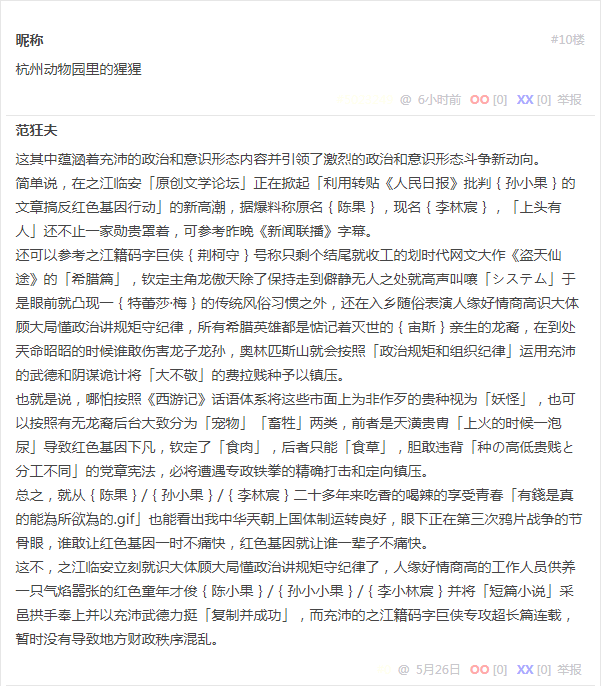 昵称 #10楼
杭州动物园里的猩猩
@ 6小时前 OO [0] XX [0] 举报
范狂夫
这其中蕴涵着充沛的政治和意识形态内容并引领了激烈的政治和意识形态斗争新动向。
简单说，在之江临安「原创文学论坛」正在掀起「利用转贴《人民日报》批判｛孙小果｝的
文章搞反红色基因行动」的新高潮，据爆料称原名｛陈果｝，现名｛李林宸｝，「上头有
人」还不止一家勋贵罩着，可参考昨晚《新闻联播》字幕。
还可以参考之江籍码字巨侠｛荆柯守｝号称只剩个结尾就收工的划时代网文大作《盗天仙
途》的「希腊篇」，钦定主角龙傲天除了保持走到僻静无人之处就高声叫嚷「システム」于
是眼前就凸现一｛特蕾莎·梅｝的传统风俗习惯之外，还在入乡随俗表演人缘好情商高识大体
顾大局懂政治讲规矩守纪律，所有希腊英雄都是惦记着灭世的｛宙斯｝亲生的龙裔，在到处
天命昭昭的时候谁敢伤害龙子龙孙，奥林匹斯山就会按照「政治规矩和组织纪律」运用充沛
的武德和阴谋诡计将「大不敬」的费拉贱种予以镇压。
也就是说，哪怕按照《西游记》话语体系将这些市面上为非作歹的贵种视为「妖怪」，也可
以按照有无龙裔后台大致分为「宠物」「畜牲」两类，前者是天潢贵胄「上火的时候一泡
尿」导致红色基因下凡，钦定了「食肉」，后者只能「食草」，胆敢违背「种の高低贵贱と
分工不同」的党章宪法，必将遭遇专政铁拳的精确打击和定向镇压。
总之，就从｛陈果｝/｛孙小果｝/｛李林宸｝二十多年来吃香的喝辣的享受青春「有錢是真
的能為所欲為的.gif」也能看出我中华天朝上国体制运转良好，眼下正在第三次鸦片战争的节
骨眼，谁敢让红色基因一时不痛快，红色基因就让谁一辈子不痛快。
这不，之江临安立刻就识大体顾大局懂政治讲规矩守纪律了，人缘好情商高的工作人员供养
一只气焰嚣张的红色童年才俊｛陈小果｝/｛孙小小果｝/｛李小林宸｝并将「短篇小说」采
邑拱手奉上并以充沛武德力挺「复制并成功」，而充沛的之江籍码字巨侠专攻超长篇连载，
暂时没有导致地方财政秩序混乱。
@ 5月26日 OO [0] XX [0] 举报